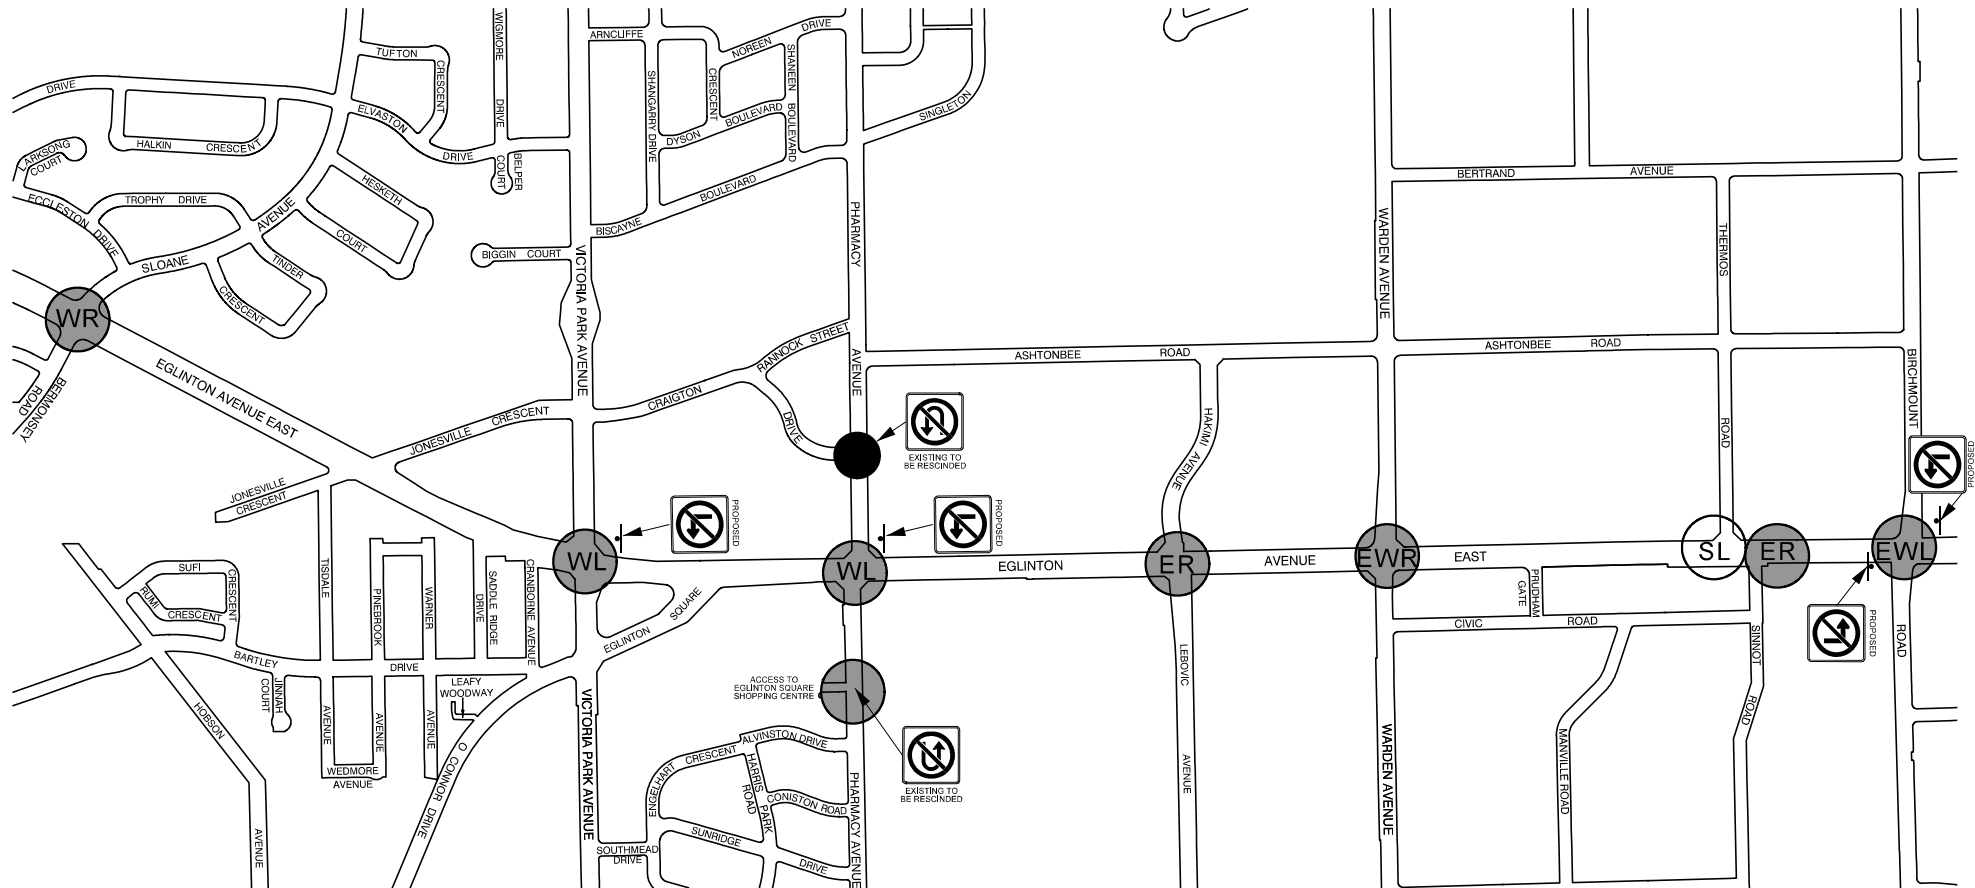 WIGMORE
DRIVE
ARNCLIFFE
NOREEN
DRIVE
TUFTON
CRESCENT
SHANGARRY DRIVE
CRESCENT
SHANEEN
BOULEVARD
DRIVE
ELVASTON
DRIVE
SINGLETON
DYSON
BOULEVARD
HALKIN
CRESCENT
LARKSONG
COURT
BELPER
COURT
BERTRAND
AVENUE
HESKETH
COURT
BOULEVARD
BISCAYNE
ECCLESTON
DRIVE
TROPHY DRIVE
AVENUE
SLOANE
TINDER
CRESCENT
BIGGIN COURT
VICTORIA PARK AVENUE
PHARMACY
AVENUE
WARDEN AVENUE
THERMOS
ROAD
WR
EGLINTON AVENUE EAST
BERMONSEY
ROAD
RANNOCK STREET
ASHTONBEE
ROAD
ASHTONBEE
ROAD
BIRCHMOUNT
CRAIGTON
DRIVE
JONESVILLE
CRESCENT
HAKIMI
AVENUE
EXISTING TO
BE RESCINDED
PROPOSED
JONESVILLE
CRESCENT
PROPOSED
PROPOSED
WL
WL
EGLINTON
ER
AVENUE
EWR
EAST
SL
ER
EWL
SUFI
CRESCENT
RUMI
CRESCENT
TISDALE
PINEBROOK
WARNER
SADDLE RIDGE
DRIVE
CRANBORNE AVENUE
EGLINTON
SQUARE
PRUDHAM
GATE
CIVIC
ROAD
SINNOT
ROAD
PROPOSED
ROAD
BARTLEY
DRIVE
JINNAH
COURT
LEAFY
WOODWAY
ACCESS TO
EGLINTON SQUARE
SHOPPING CENTRE
LEBOVIC
AVENUE
HOBSON
AVENUE
AVENUE
AVENUE
AVENUE
WEDMORE
AVENUE
O CONNOR DRIVE
VICTORIA PARK AVENUE
ALVINSTON DRIVE
ENGELHART
CRESCENT
HARRIS
PARK
ROAD
CONISTON ROAD
EXISTING TO
BE RESCINDED
PHARMACY AVENUE
WARDEN AVENUE
MANVILLE ROAD
SUNRIDGE
DRIVE
SOUTHMEAD
DRIVE